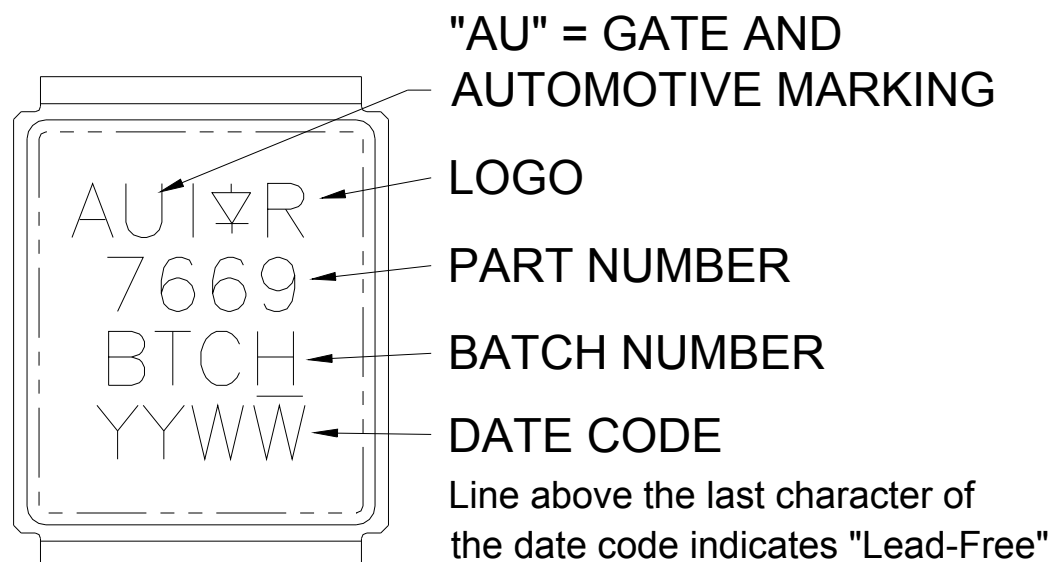 "AU" = GATE AND
AUTOMOTIVE MARKING
AUI R
LOGO
7669
PART NUMBER
BTCH
BATCH NUMBER
YYWW
DATE CODE
Line above the last character of
the date code indicates "Lead-Free"